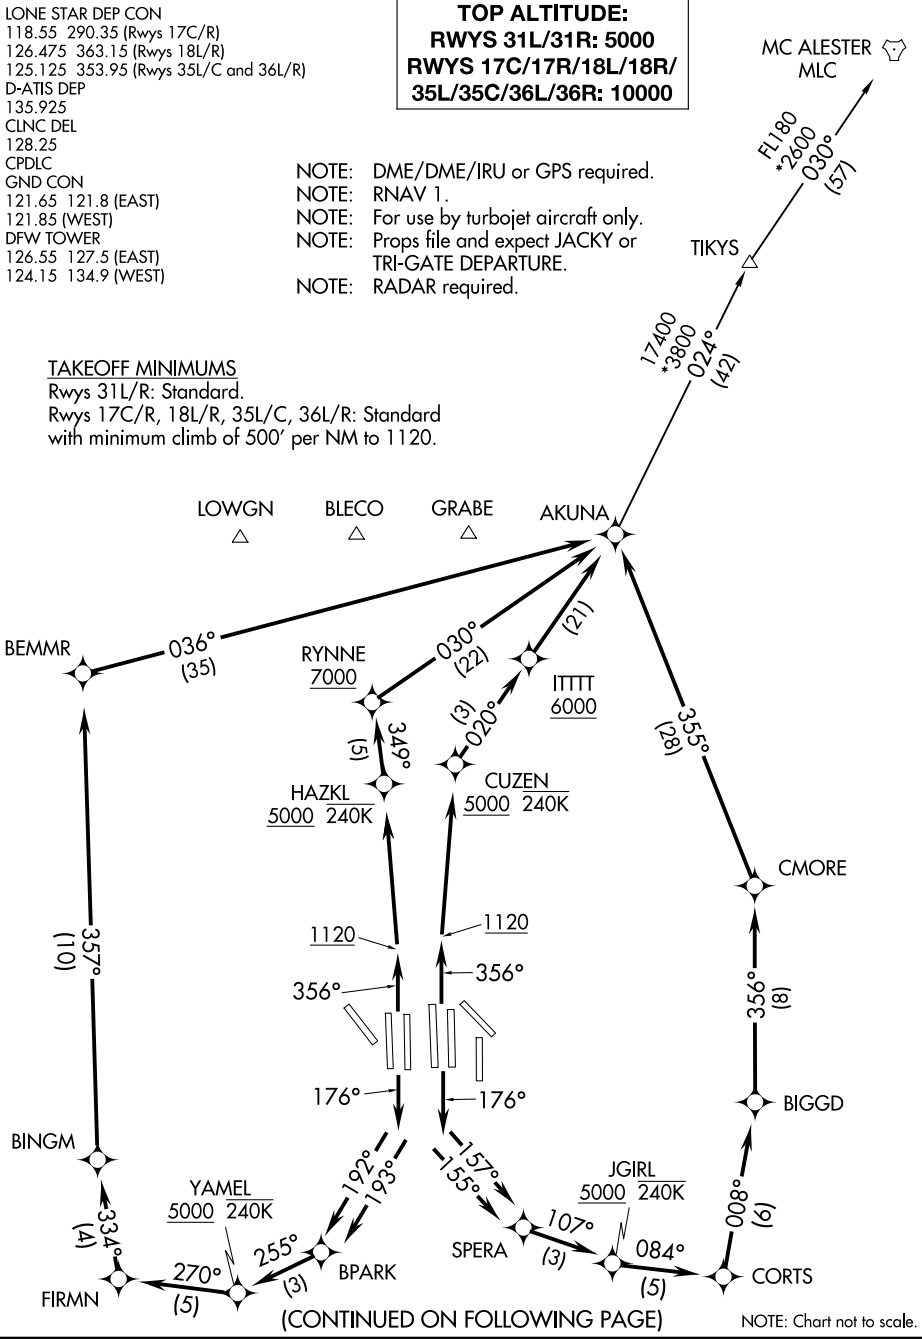 LONE STAR DEP CON
118.55 290.35 (Rwys 17C/R)
126.475 363.15 (Rwys 18L/R)
125.125 353.95 (Rwys 35L/C and 36L/R)
D-ATIS DEP
135.925
CLNC DEL
128.25
CPDLC
GND CON
121.65 121.8 (EAST)
121.85 (WEST)
DFW TOWER
126.55 127.5 (EAST)
124.15 134.9 (WEST)
TOP ALTITUDE:
RWYS 31L/31R: 5000
RWYS 17C/17R/18L/18R/
35L/35C/36L/36R: 10000
MC ALESTER
MLC
FL180
*2600
030°
(57)
NOTE: DME/DME/IRU or GPS required.
NOTE: RNAV 1.
NOTE: For use by turbojet aircraft only.
NOTE: Props file and expect JACKY or
TRI-GATE DEPARTURE.
NOTE: RADAR required.
TIKYS
17400
*3800
024°
(42)
TAKEOFF MINIMUMS
Rwys 31L/R: Standard.
Rwys 17C/R, 18L/R, 35L/C, 36L/R: Standard
with minimum climb of 500' per NM to 1120.
LOWGN
BLECO
GRABE
AKUNA
BEMMR
036°
(35)
RYNNE
7000
030°
(22)
(21)
ITTTT
6000
(3)
020°
349°
(5)
355°
(28)
HAZKL
5000 240K
CUZEN
5000 240K
CMORE
357°
(10)
1120
1120
356°
356°
356°
(8)
176°
176°
BIGGD
BINGM
192°
193°
157°
155°
YAMEL
5000 240K
JGIRL
5000 240K
008°
(9)
334°
(4)
255°
(3)
BPARK
SPERA
107°
(3)
084°
(5)
CORTS
270°
(5)
FIRMN
(CONTINUED ON FOLLOWING PAGE)
NOTE: Chart not to scale.